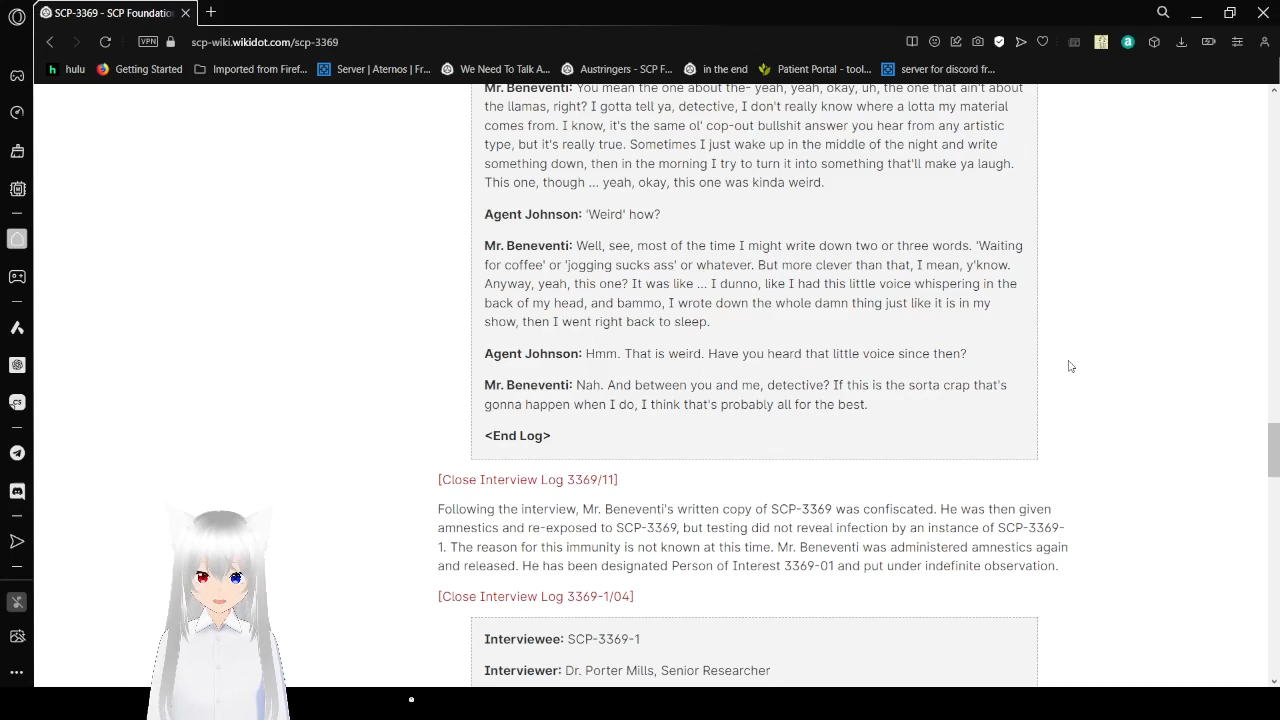 SCP-3369 - SCP Foundatio
scp-wiki.wikidot.com/scp-3369
VPN
hulu
Getting Started
Imported from Firef...
Server | Aternos | Fr...
We Need To Talk A...
Austringers - SCP F...
in the end
Patient Portal - tool...
server for discord fr...
Mr. Beneventi: You mean the one about the- yeah, yeah, okay, uh, the one that ain't about
the llamas, right? I gotta tell ya, detective, I don't really know where a lotta my material
comes from. I know, it's the same ol' cop-out bullshit answer you hear from any artistic
type, but it's really true. Sometimes I just wake up in the middle of the night and write
something down, then in the morning I try to turn it into something that'll make ya laugh.
This one, though ... yeah, okay, this one was kinda weird.
Agent Johnson: 'Weird' how?
Mr. Beneventi: Well, see, most of the time I might write down two or three words. 'Waiting
for coffee' or 'jogging sucks ass' or whatever. But more clever than that, I mean, y'know.
Anyway, yeah, this one? It was like ... I dunno, like I had this little voice whispering in the
back of my head, and bammo, I wrote down the whole damn thing just like it is in my
show, then I went right back to sleep.
Agent Johnson: Hmm. That is weird. Have you heard that little voice since then?
Mr. Beneventi: Nah. And between you and me, detective? If this is the sorta crap that's
gonna happen when I do, I think that's probably all for the best.
<End Log>
[Close Interview Log 3369/11]
Following the interview, Mr. Beneventi's written copy of SCP-3369 was confiscated. He was then given
amnestics and re-exposed to SCP-3369, but testing did not reveal infection by an instance of SCP-3369-
1. The reason for this immunity is not known at this time. Mr. Beneventi was administered amnestics again
and released. He has been designated Person of Interest 3369-01 and put under indefinite observation.
[Close Interview Log 3369-1/04]
Interviewee: SCP-3369-1
Interviewer: Dr. Porter Mills, Senior Researcher